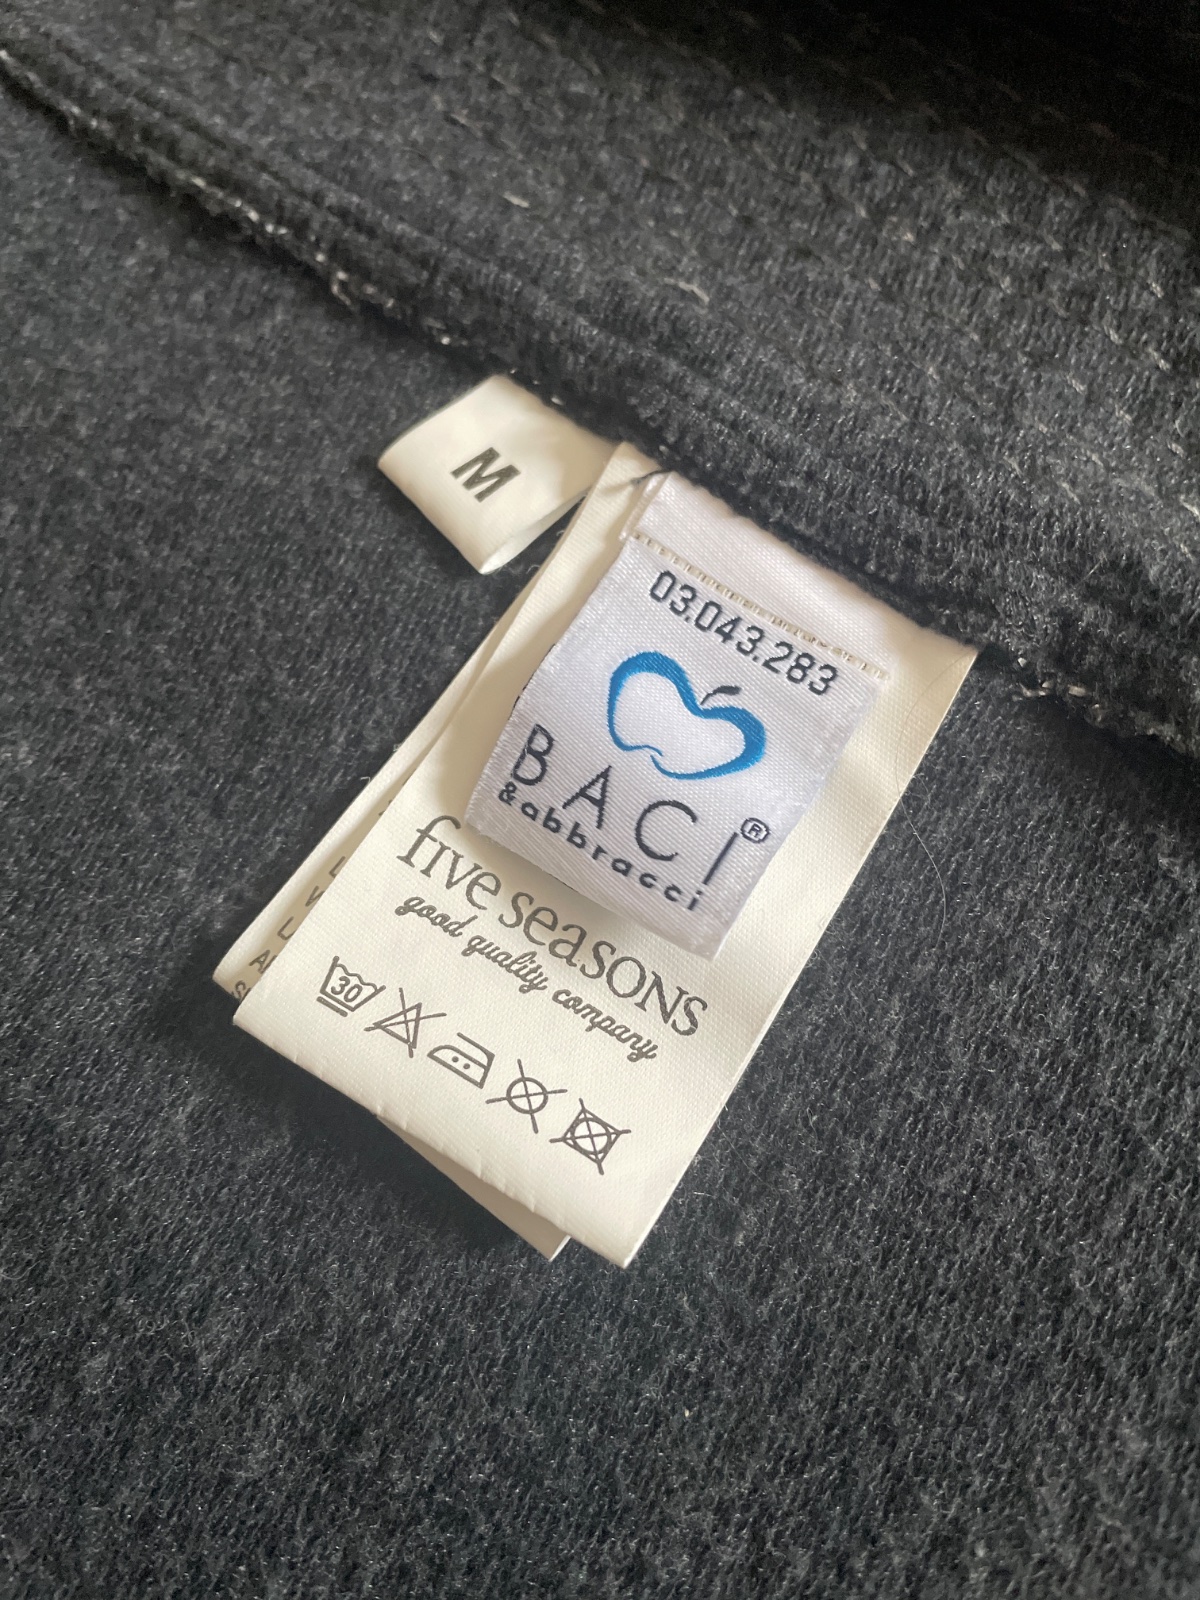 M
03.043.283
BACI®
&abbracci
five seasons
good quality company
30